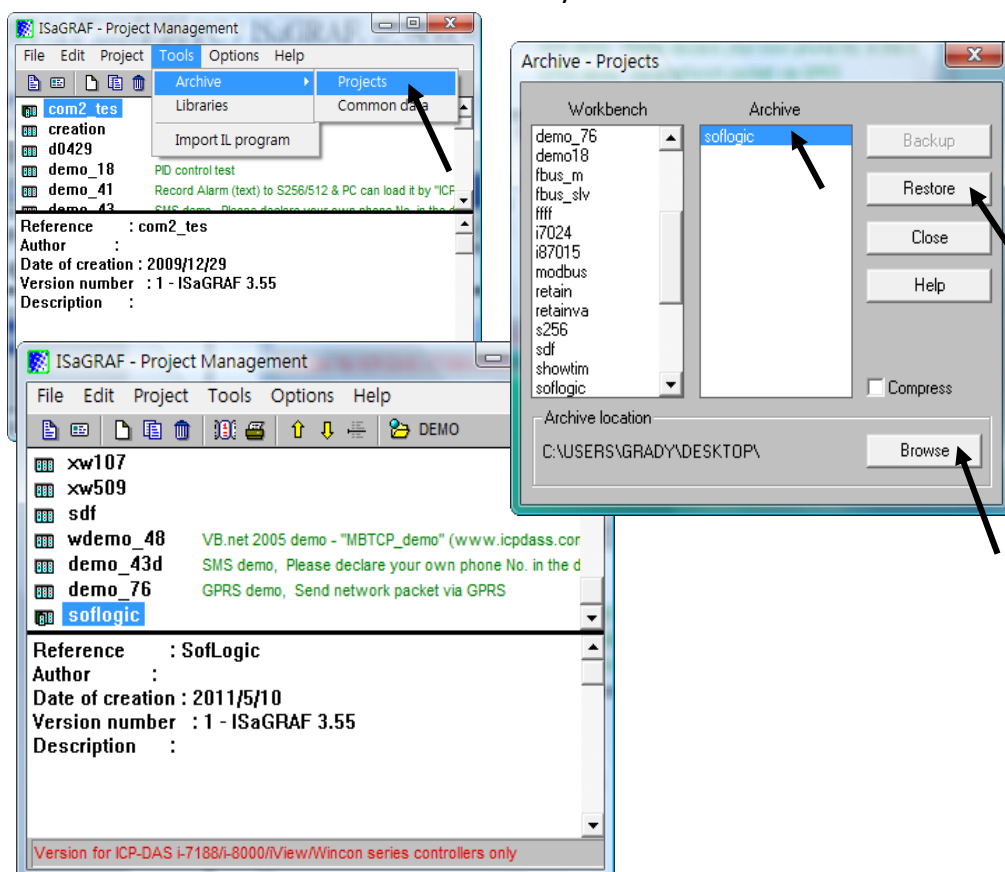 ISaGRAF - Project Management
File Edit Project Tools Options Help
Archive
Projects
Libraries
Common data
Import IL program
com2_tes
creation
d0429
demo_18 PID control test
demo_41 Record Alarm (text) to S256/512 & PC can load it by "ICP
demo_43 SMS demo, Please declare your own phone No. in the d
Reference : com2_tes
Author :
Date of creation : 2009/12/29
Version number : 1 - ISaGRAF 3.55
Description :
Archive - Projects
Workbench
Archive
demo_76
demo18
fbus_m
fbus_slv
ffff
i7024
i87015
modbus
retain
retainva
s256
sdf
showtim
soflogic
soflogic
Backup
Restore
Close
Help
Compress
Archive location
C:\USERS\GRADY\DESKTOP\
Browse
ISaGRAF - Project Management
File Edit Project Tools Options Help
DEMO
xw107
xw509
sdf
wdemo_48 VB.net 2005 demo - "MBTCP_demo" (www.icpdass.cor
demo_43d SMS demo, Please declare your own phone No. in the d
demo_76 GPRS demo, Send network packet via GPRS
soflogic
Reference : SofLogic
Author :
Date of creation : 2011/5/10
Version number : 1 - ISaGRAF 3.55
Description :
Version for ICP-DAS i-7188/i-8000/iView/Wincon series controllers only